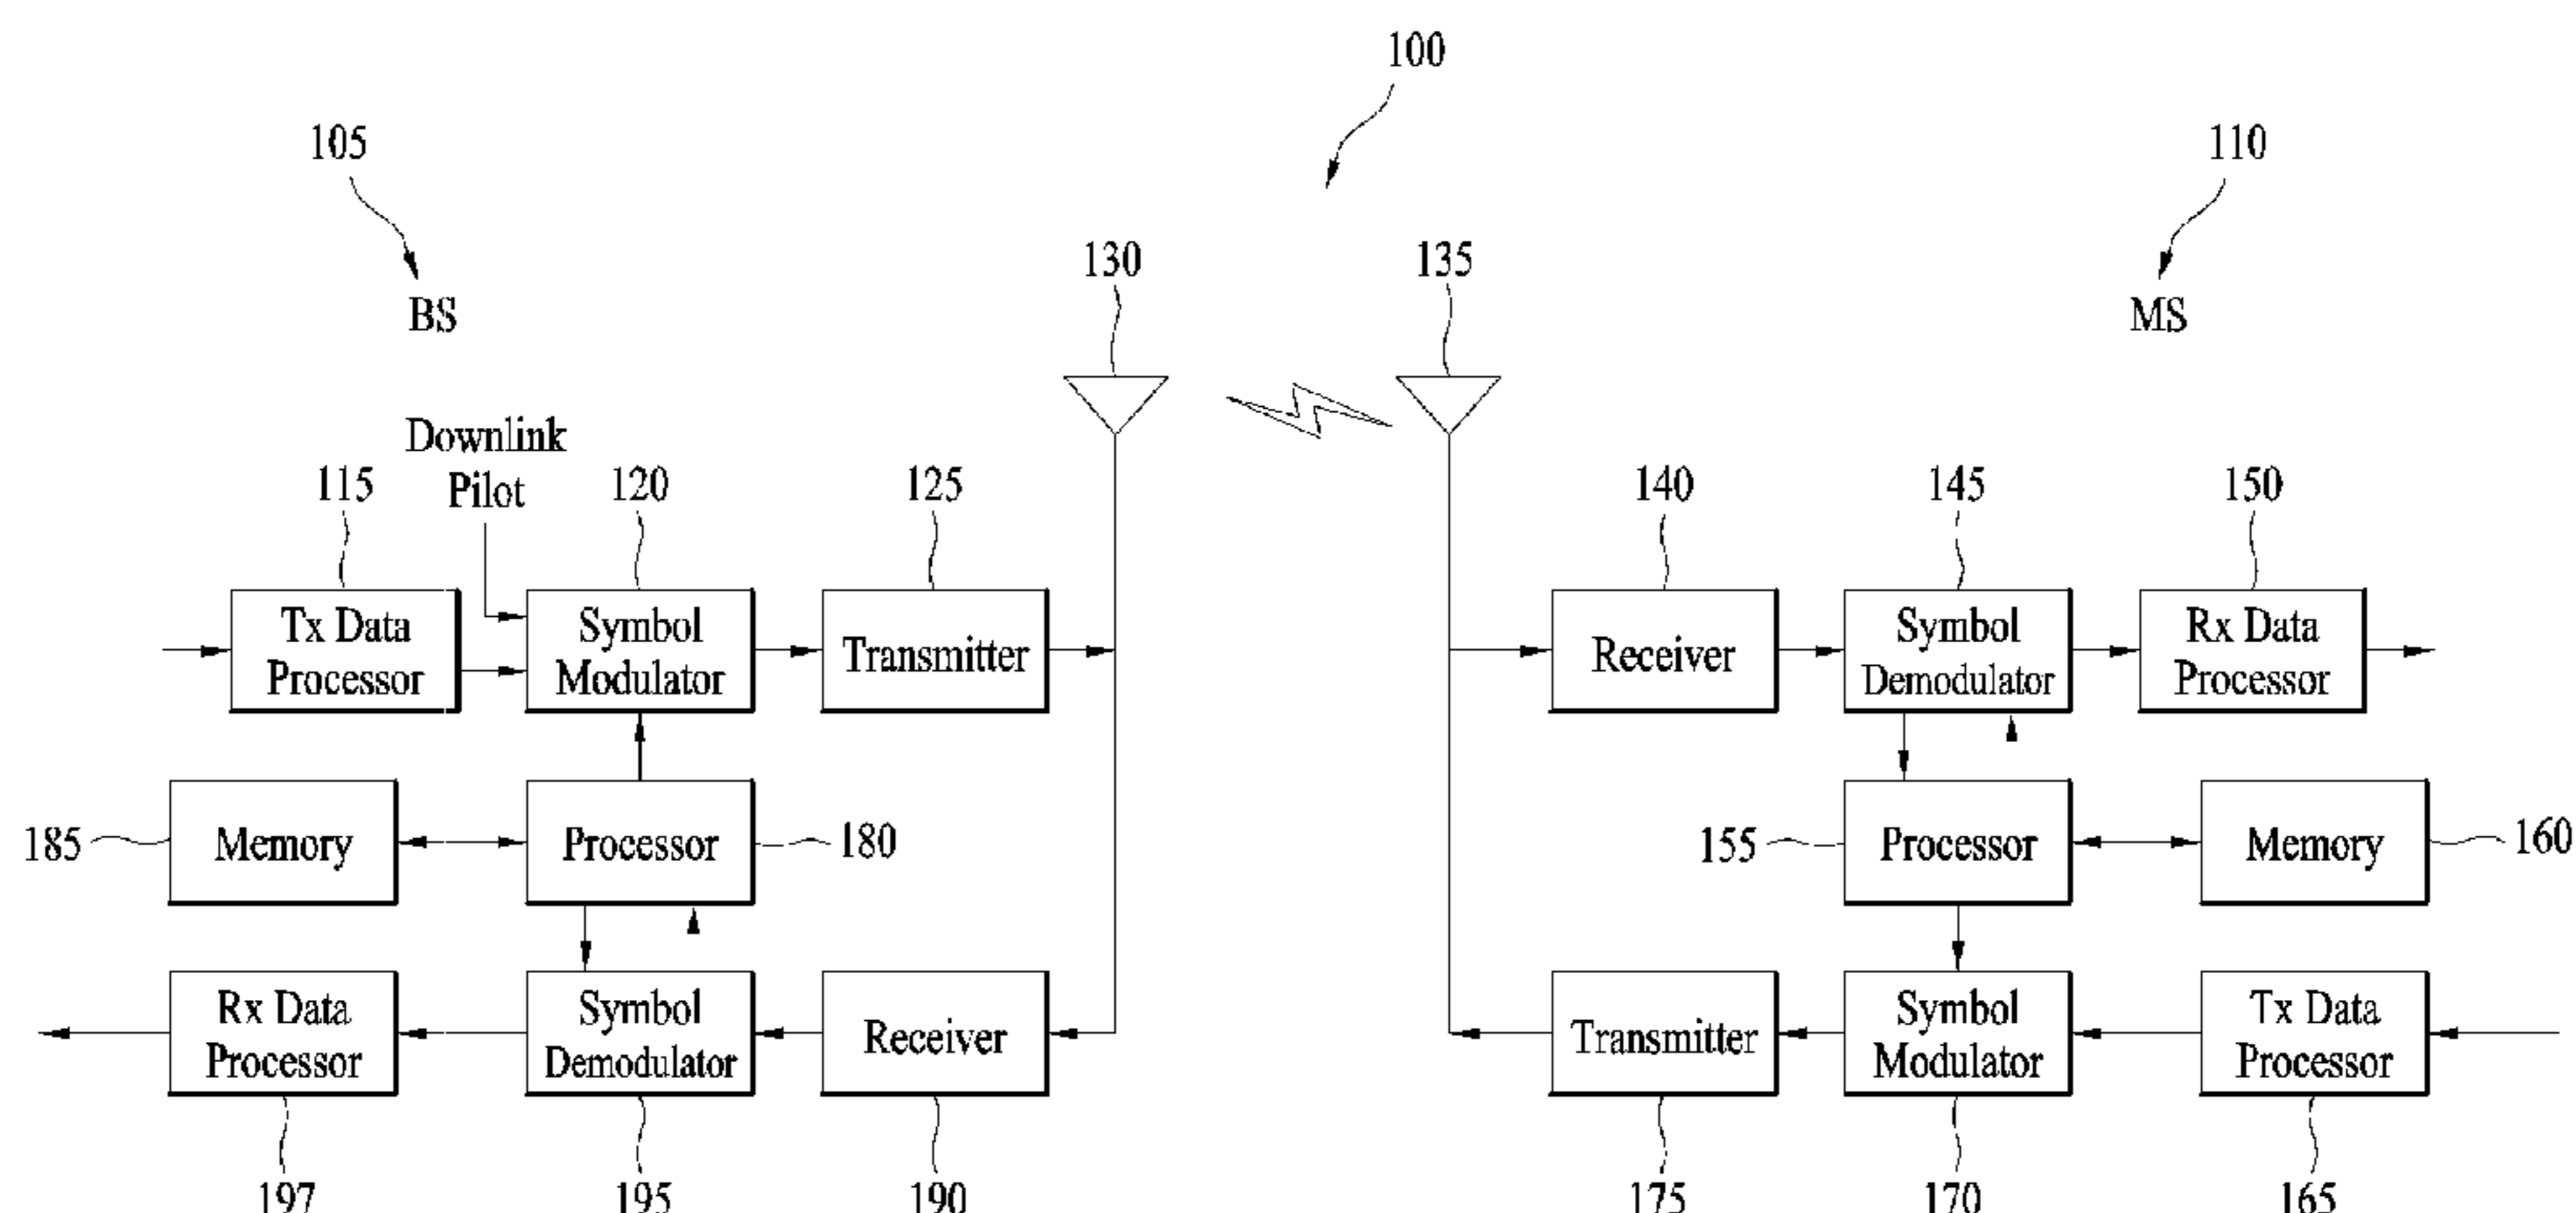 100
105
110
BS
MS
130
135
Downlink
Pilot
115
120
125
140
145
150
Tx Data
Processor
Symbol
Modulator
Transmitter
Receiver
Symbol
Demodulator
Rx Data
Processor
185
Memory
Processor
180
155
Processor
Memory
160
Rx Data
Processor
Symbol
Demodulator
Receiver
Transmitter
Symbol
Modulator
Tx Data
Processor
197
195
190
175
170
165